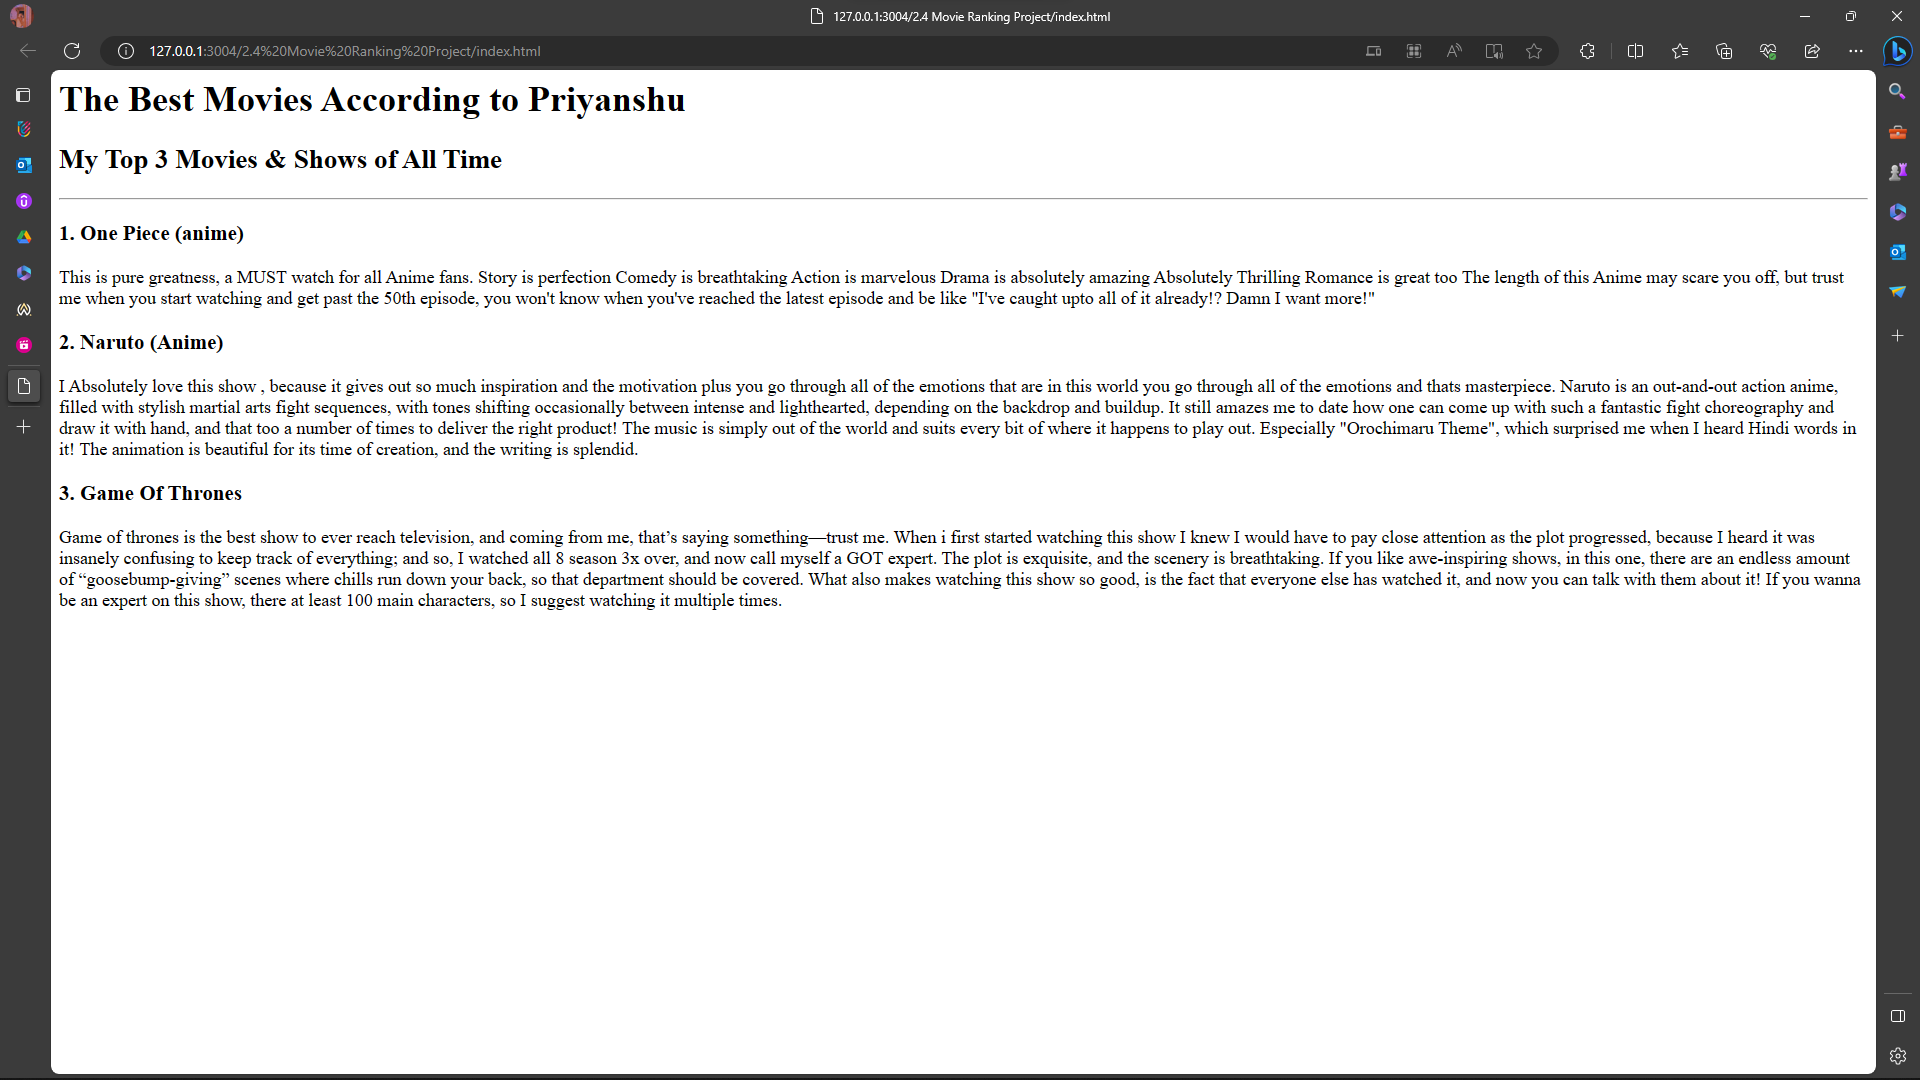 127.0.0.1:3004/2.4 Movie Ranking Project/index.html
127.0.0.1:3004/2.4%20Movie%20Ranking%20Project/index.html
The Best Movies According to Priyanshu
My Top 3 Movies & Shows of All Time
1. One Piece (anime)
This is pure greatness, a MUST watch for all Anime fans. Story is perfection Comedy is breathtaking Action is marvelous Drama is absolutely amazing Absolutely Thrilling Romance is great too The length of this Anime may scare you off, but trust
me when you start watching and get past the 50th episode, you won't know when you've reached the latest episode and be like "I've caught upto all of it already!? Damn I want more!"
2. Naruto (Anime)
I Absolutely love this show , because it gives out so much inspiration and the motivation plus you go through all of the emotions that are in this world you go through all of the emotions and thats masterpiece. Naruto is an out-and-out action anime,
filled with stylish martial arts fight sequences, with tones shifting occasionally between intense and lighthearted, depending on the backdrop and buildup. It still amazes me to date how one can come up with such a fantastic fight choreography and
draw it with hand, and that too a number of times to deliver the right product! The music is simply out of the world and suits every bit of where it happens to play out. Especially "Orochimaru Theme", which surprised me when I heard Hindi words in
it! The animation is beautiful for its time of creation, and the writing is splendid.
3. Game Of Thrones
Game of thrones is the best show to ever reach television, and coming from me, that’s saying something—trust me. When i first started watching this show I knew I would have to pay close attention as the plot progressed, because I heard it was
insanely confusing to keep track of everything; and so, I watched all 8 season 3x over, and now call myself a GOT expert. The plot is exquisite, and the scenery is breathtaking. If you like awe-inspiring shows, in this one, there are an endless amount
of “goosebump-giving” scenes where chills run down your back, so that department should be covered. What also makes watching this show so good, is the fact that everyone else has watched it, and now you can talk with them about it! If you wanna
be an expert on this show, there at least 100 main characters, so I suggest watching it multiple times.